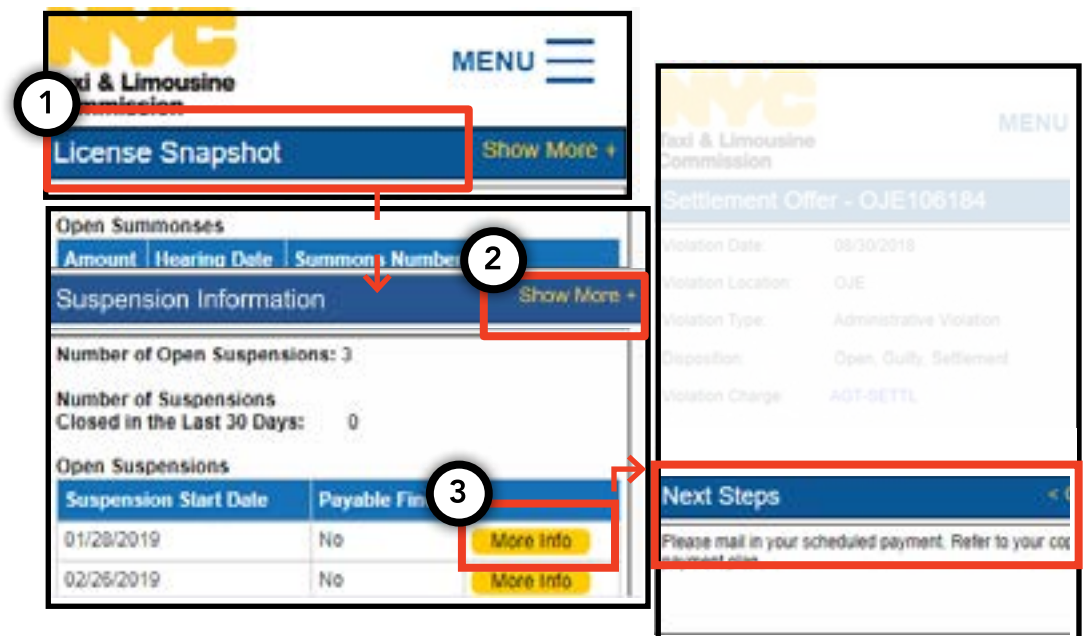 NYC
MENU
Taxi & Limousine
Commission
1
License Snapshot
Show More +
Open Summonses
Amount Hearing Date Summons Number
2
Suspension Information
Show More +
Number of Open Suspensions: 3
Number of Suspensions
Closed in the Last 30 Days: 0
Open Suspensions
3
Suspension Start Date Payable Fin
01/28/2019 No More Info
02/26/2019 No More Info
NYC
MENU
Taxi & Limousine
Commission
Settlement Offer - OJE106184
Violation Date: 08/30/2018
Violation Location: OJE
Violation Type: Administrative Violation
Disposition: Open, Guilty, Settlement
Violation Charge: AGT-SETTL
Next Steps <
Please mail in your scheduled payment. Refer to your
payment plan